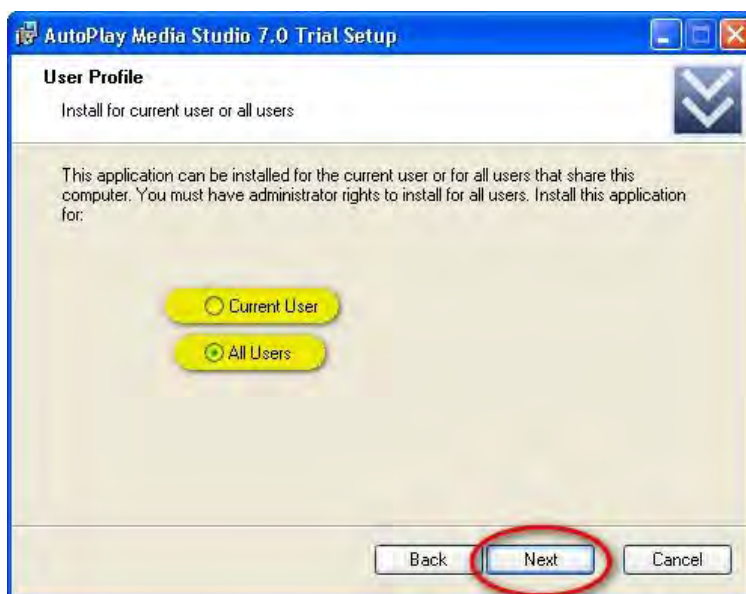 AutoPlay Media Studio 7.0 Trial Setup
User Profile
Install for current user or all users
This application can be installed for the current user or for all users that share this
computer. You must have administrator rights to install for all users. Install this application
for:
Current User
All Users
Back Next Cancel